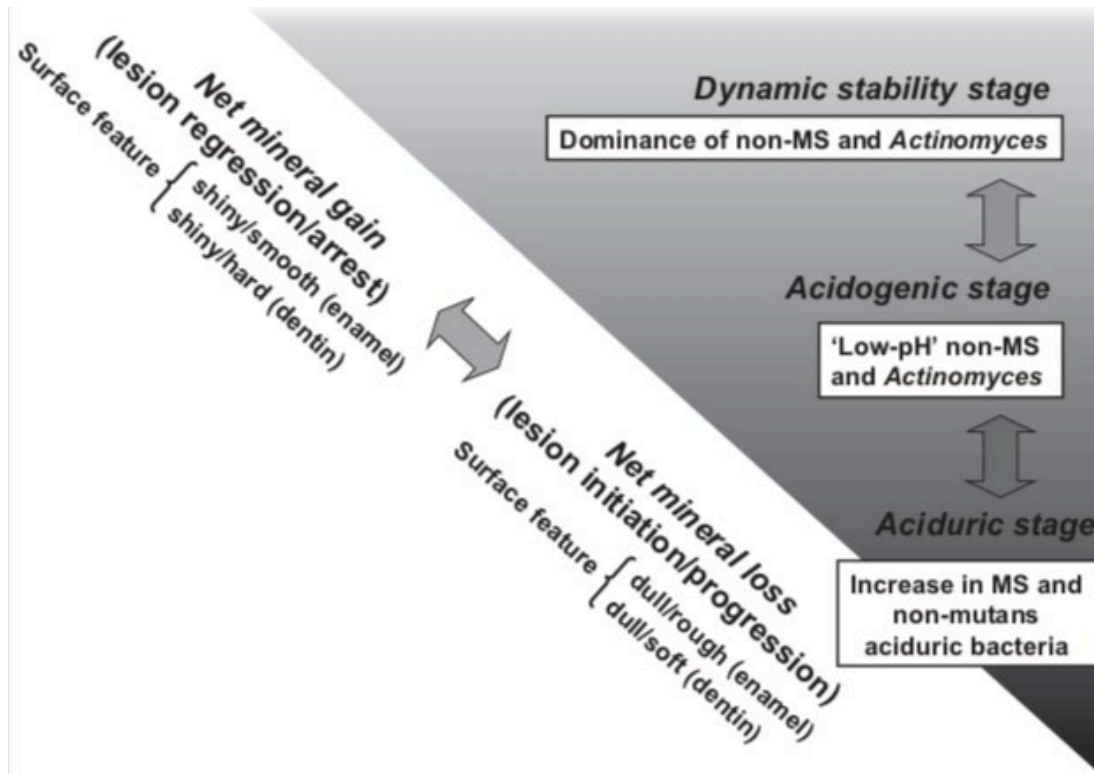 Net mineral gain
(lesion regression/arrest)
Surface feature
shiny/smooth (enamel)
shiny/hard (dentin)
Net mineral loss
(lesion initiation/progression)
Surface feature
dull/rough (enamel)
dull/soft (dentin)
Dynamic stability stage
Dominance of non-MS and Actinomyces
Acidogenic stage
‘Low-pH’ non-MS
and Actinomyces
Aciduric stage
Increase in MS and
non-mutans
aciduric bacteria